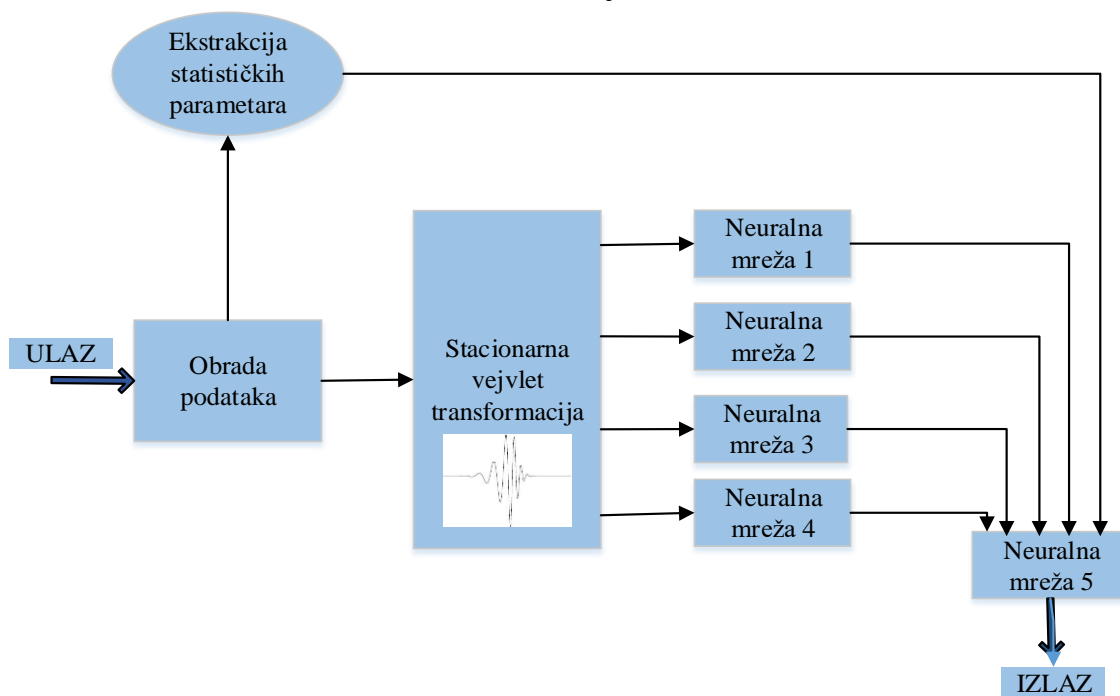 Ekstrakcija
statističkih
parametara
Neuralna
mreža 1
Neuralna
mreža 2
ULAZ
Obrada
podataka
Stacionarna
vejvlet
transformacija
Neuralna
mreža 3
Neuralna
mreža 4
Neuralna
mreža 5
IZLAZ